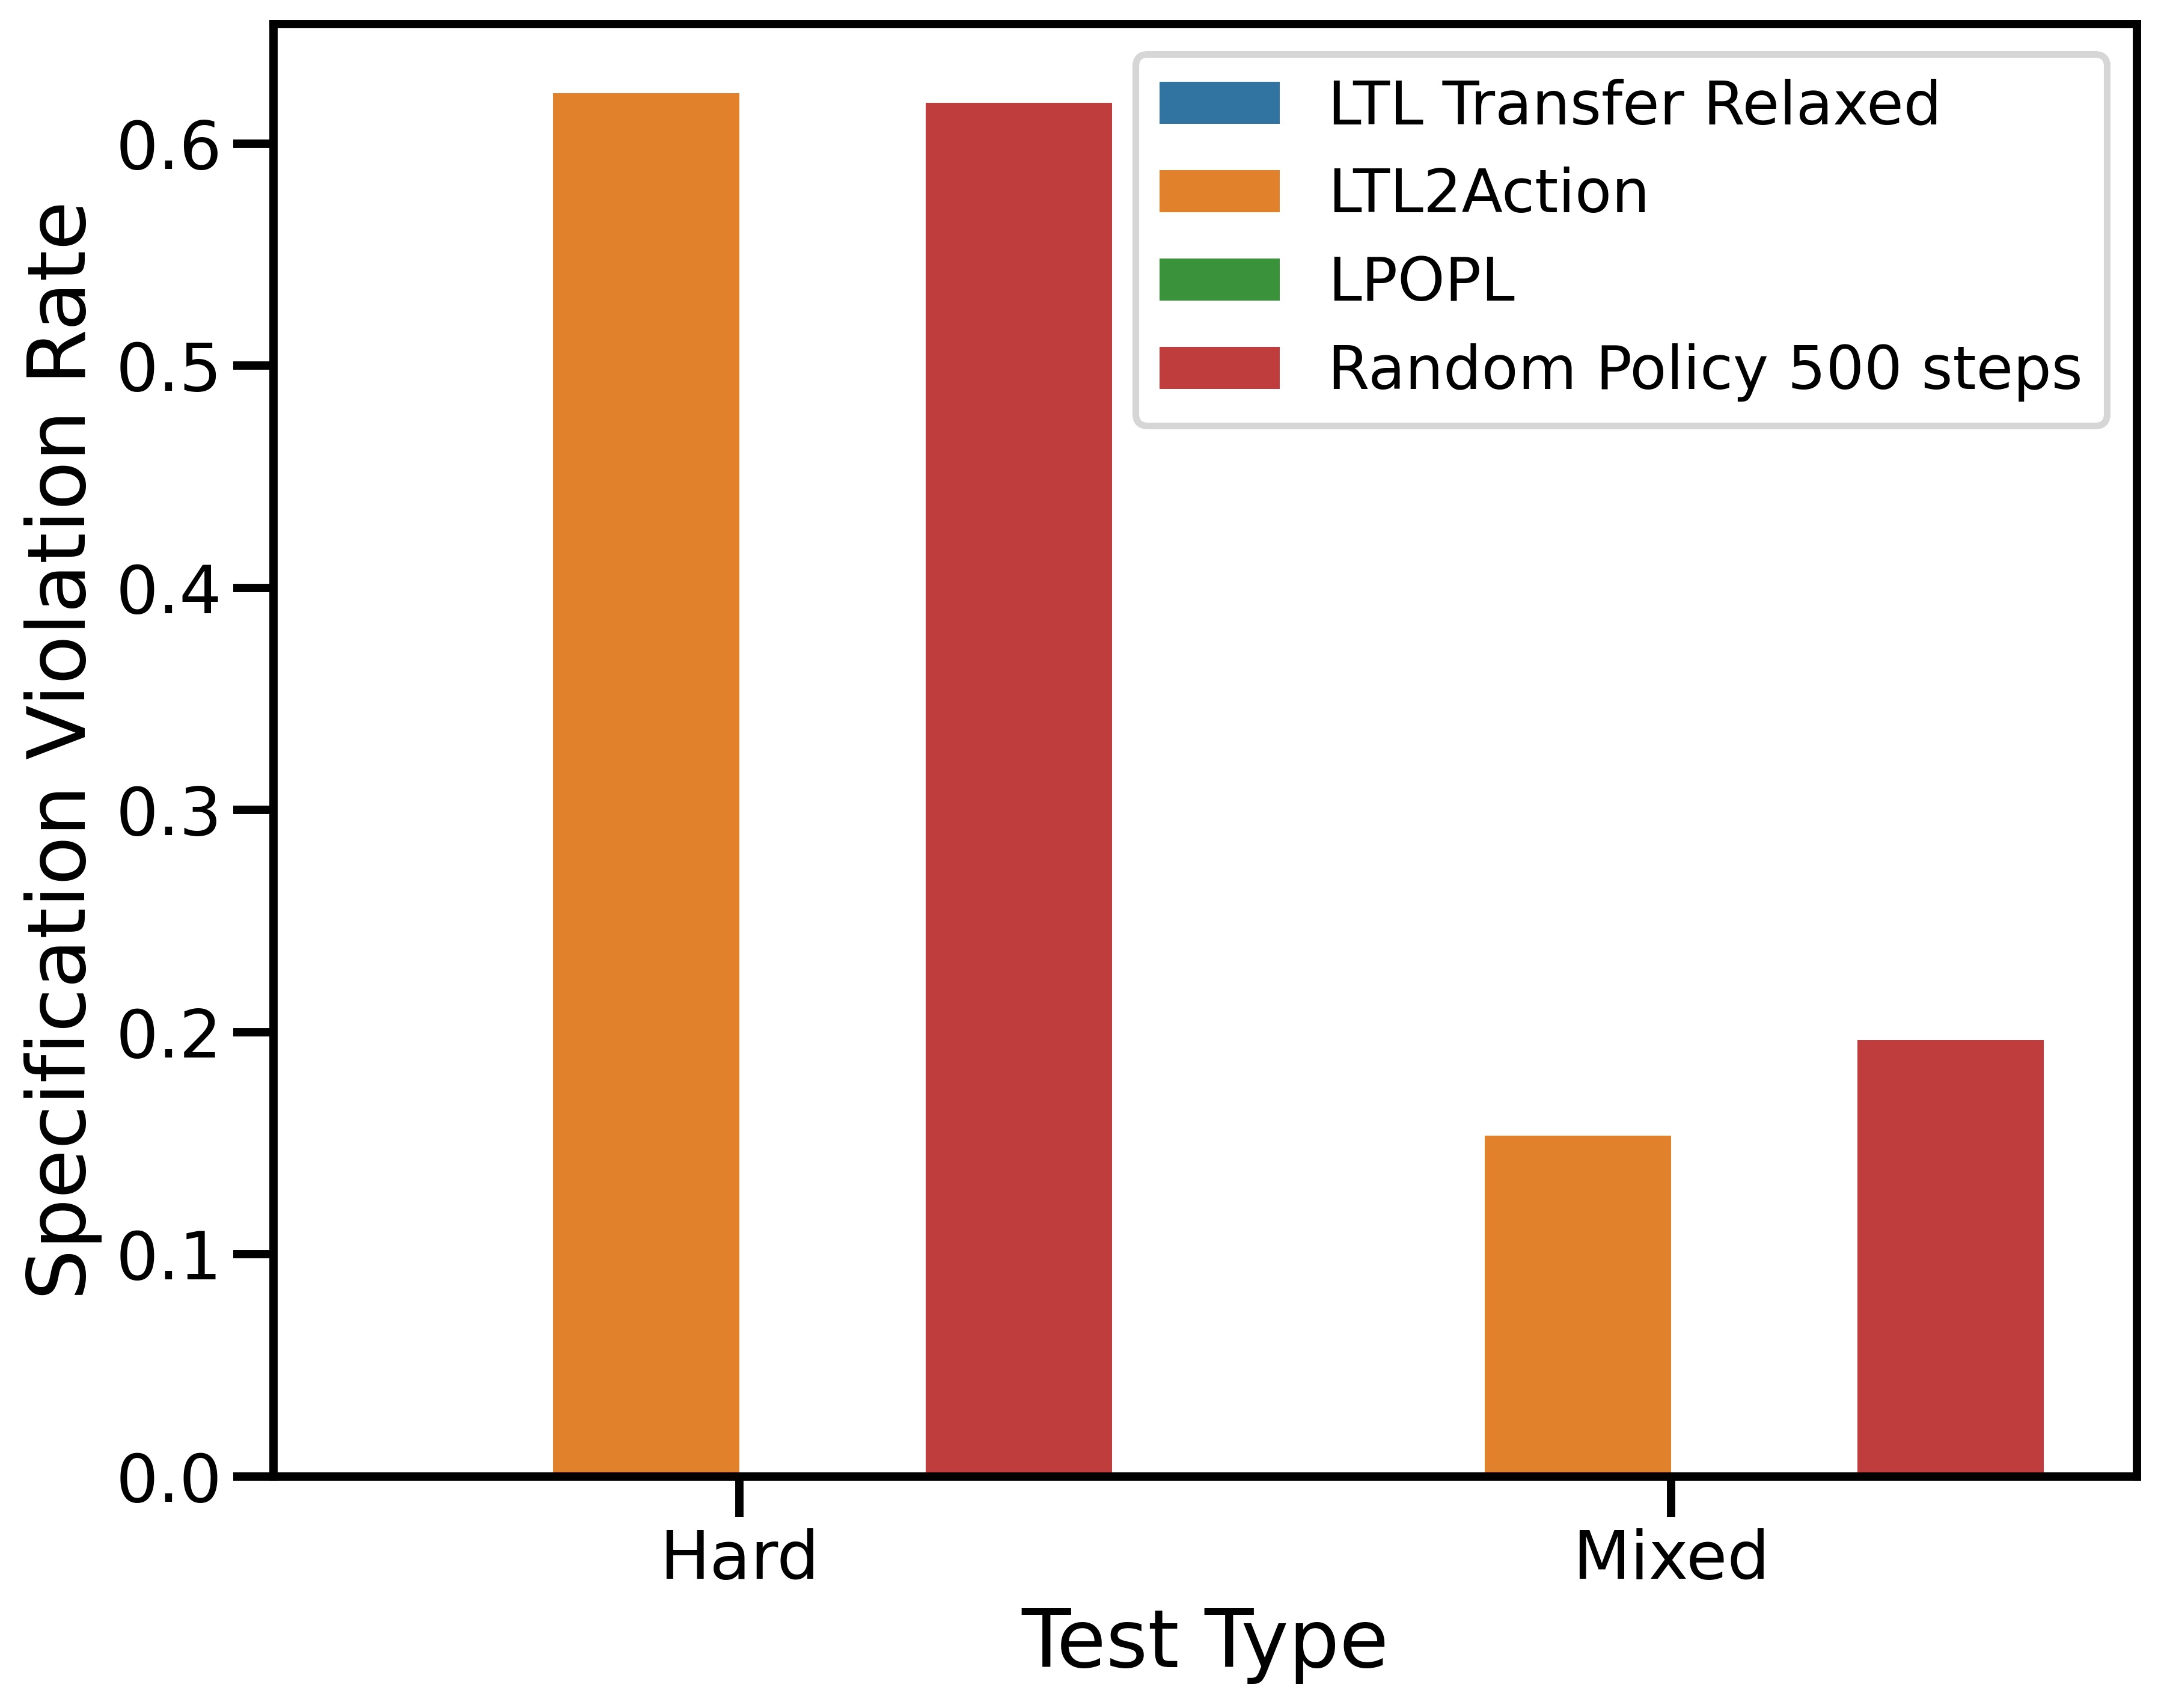 Specification Violation Rate
0.6
0.5
0.4
0.3
0.2
0.1
0.0
LTL Transfer Relaxed
LTL2Action
LPOPL
Random Policy 500 steps
Hard
Mixed
Test Type